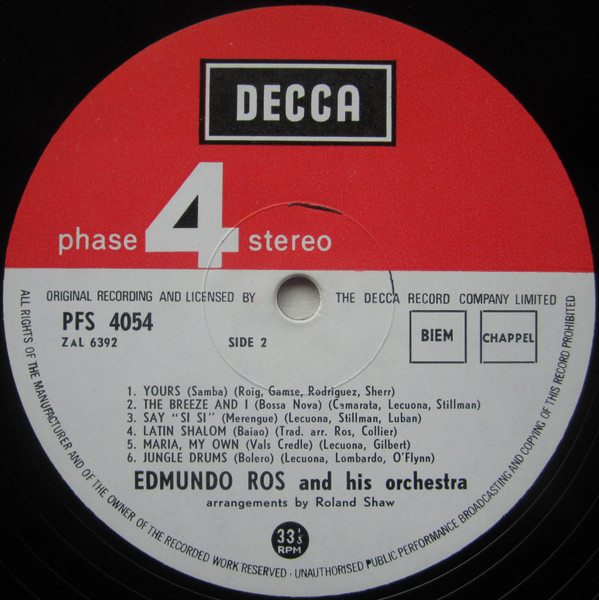 DECCA
phase 4 stereo
ORIGINAL RECORDING AND LICENSED BY THE DECCA RECORD COMPANY LIMITED
PFS 4054
ZAL 6392
SIDE 2
BIEM
CHAPPEL
1. YOURS (Samba) (Roig, Gamse, Rodriguez, Sherr)
2. THE BREEZE AND I (Bossa Nova) (Camarata, Lecuona, Stillman)
3. SAY "SI SI" (Merengue) (Lecuona, Stillman, Luban)
4. LATIN SHALOM (Baiao) (Trad. arr. Ros, Collier)
5. MARIA, MY OWN (Vals Credle) (Lecuona, Gilbert)
6. JUNGLE DRUMS (Bolero) (Lecuona, Lombardo, O'Flynn)
EDMUNDO ROS and his orchestra
arrangements by Roland Shaw
33⅓
RPM
ALL RIGHTS OF THE MANUFACTURER AND OF THE OWNER OF THE RECORDED WORK RESERVED - UNAUTHORISED PUBLIC PERFORMANCE BROADCASTING AND COPYING OF THIS RECORD PROHIBITED